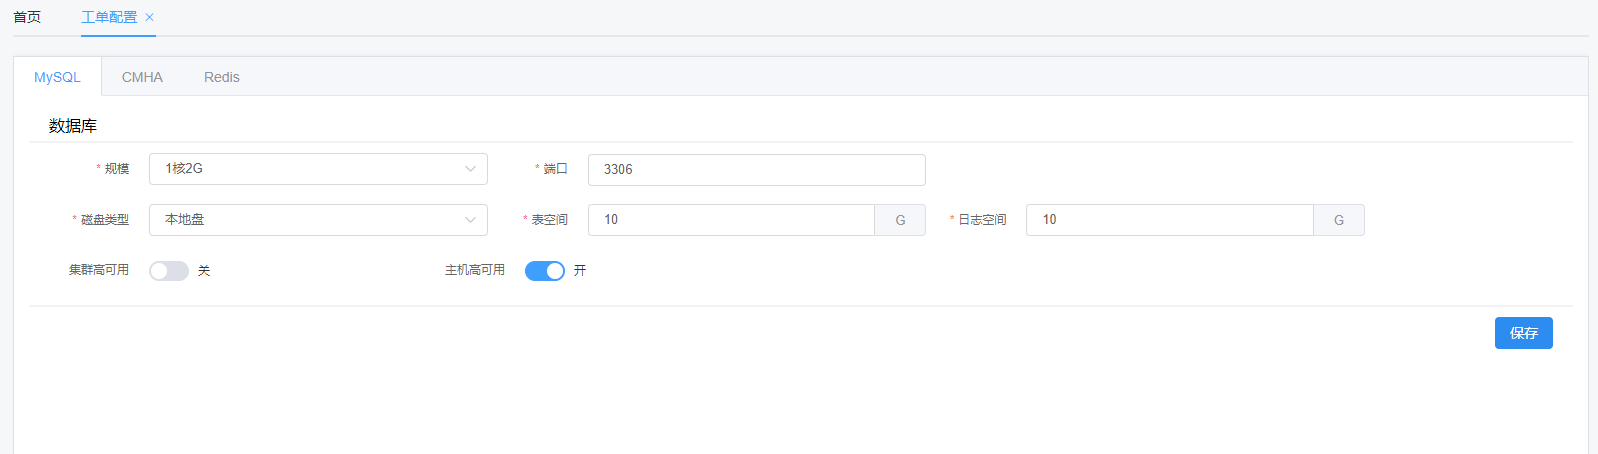 首页 工单配置 ×
MySQL CMHA Redis
数据库
* 规模 1核2G * 端口 3306
* 磁盘类型 本地盘 * 表空间 10 G * 日志空间 10 G
集群高可用 关 主机高可用 开
保存